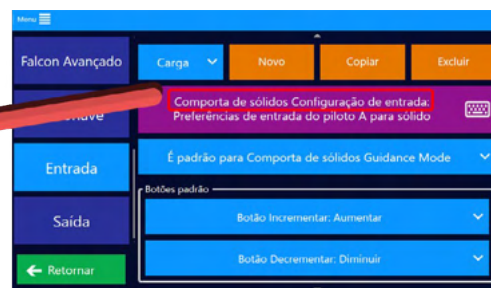 Menu
Falcon Avançado
Carga
Novo
Copiar
Excluir
Comporta de sólidos Configuração de entrada:
Preferências de entrada do piloto A para sólido
Entrada
É padrão para Comporta de sólidos Guidance Mode
Botões padrão
Saída
Botão Incrementar: Aumentar
Botão Decrementar: Diminuir
Retornar